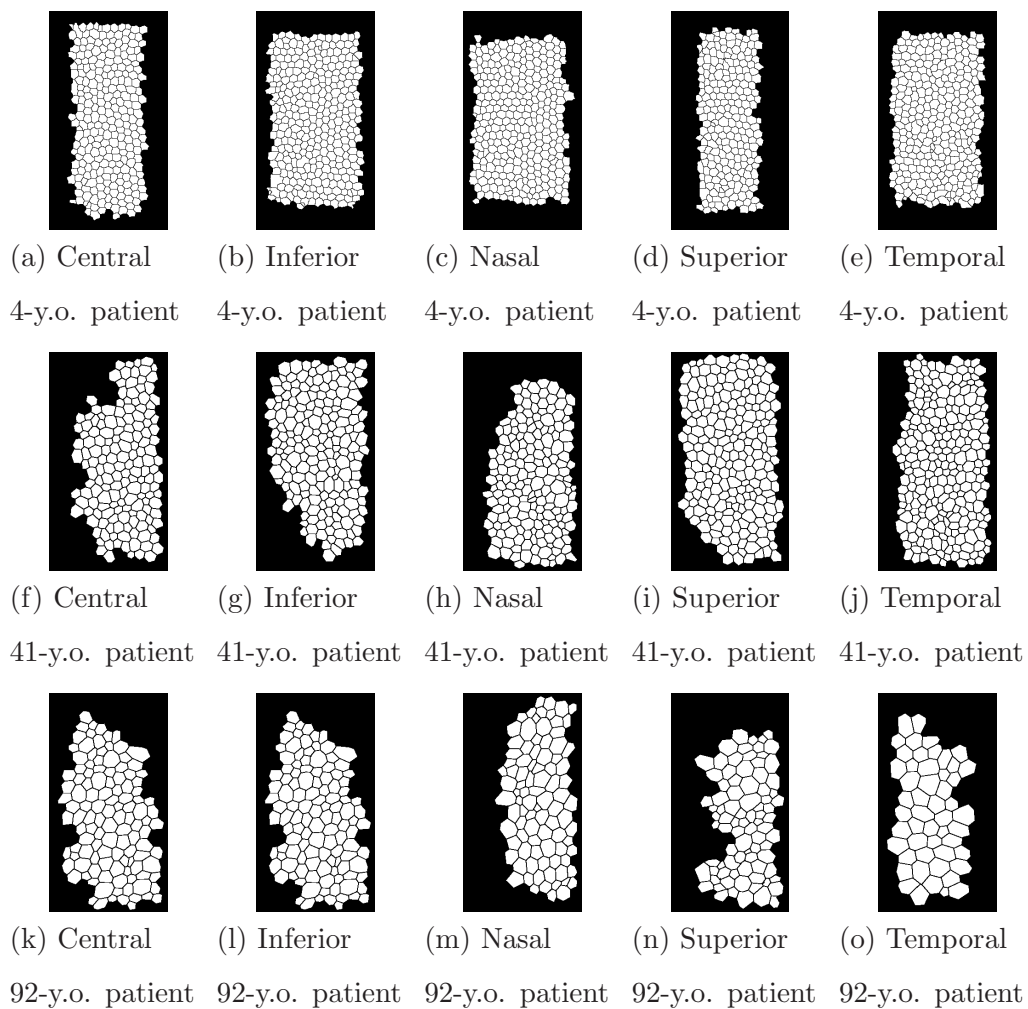 (a) Central
(b) Inferior
(c) Nasal
(d) Superior
(e) Temporal
4-y.o. patient
4-y.o. patient
4-y.o. patient
4-y.o. patient
4-y.o. patient
(f) Central
(g) Inferior
(h) Nasal
(i) Superior
(j) Temporal
41-y.o. patient
41-y.o. patient
41-y.o. patient
41-y.o. patient
41-y.o. patient
(k) Central
(l) Inferior
(m) Nasal
(n) Superior
(o) Temporal
92-y.o. patient
92-y.o. patient
92-y.o. patient
92-y.o. patient
92-y.o. patient